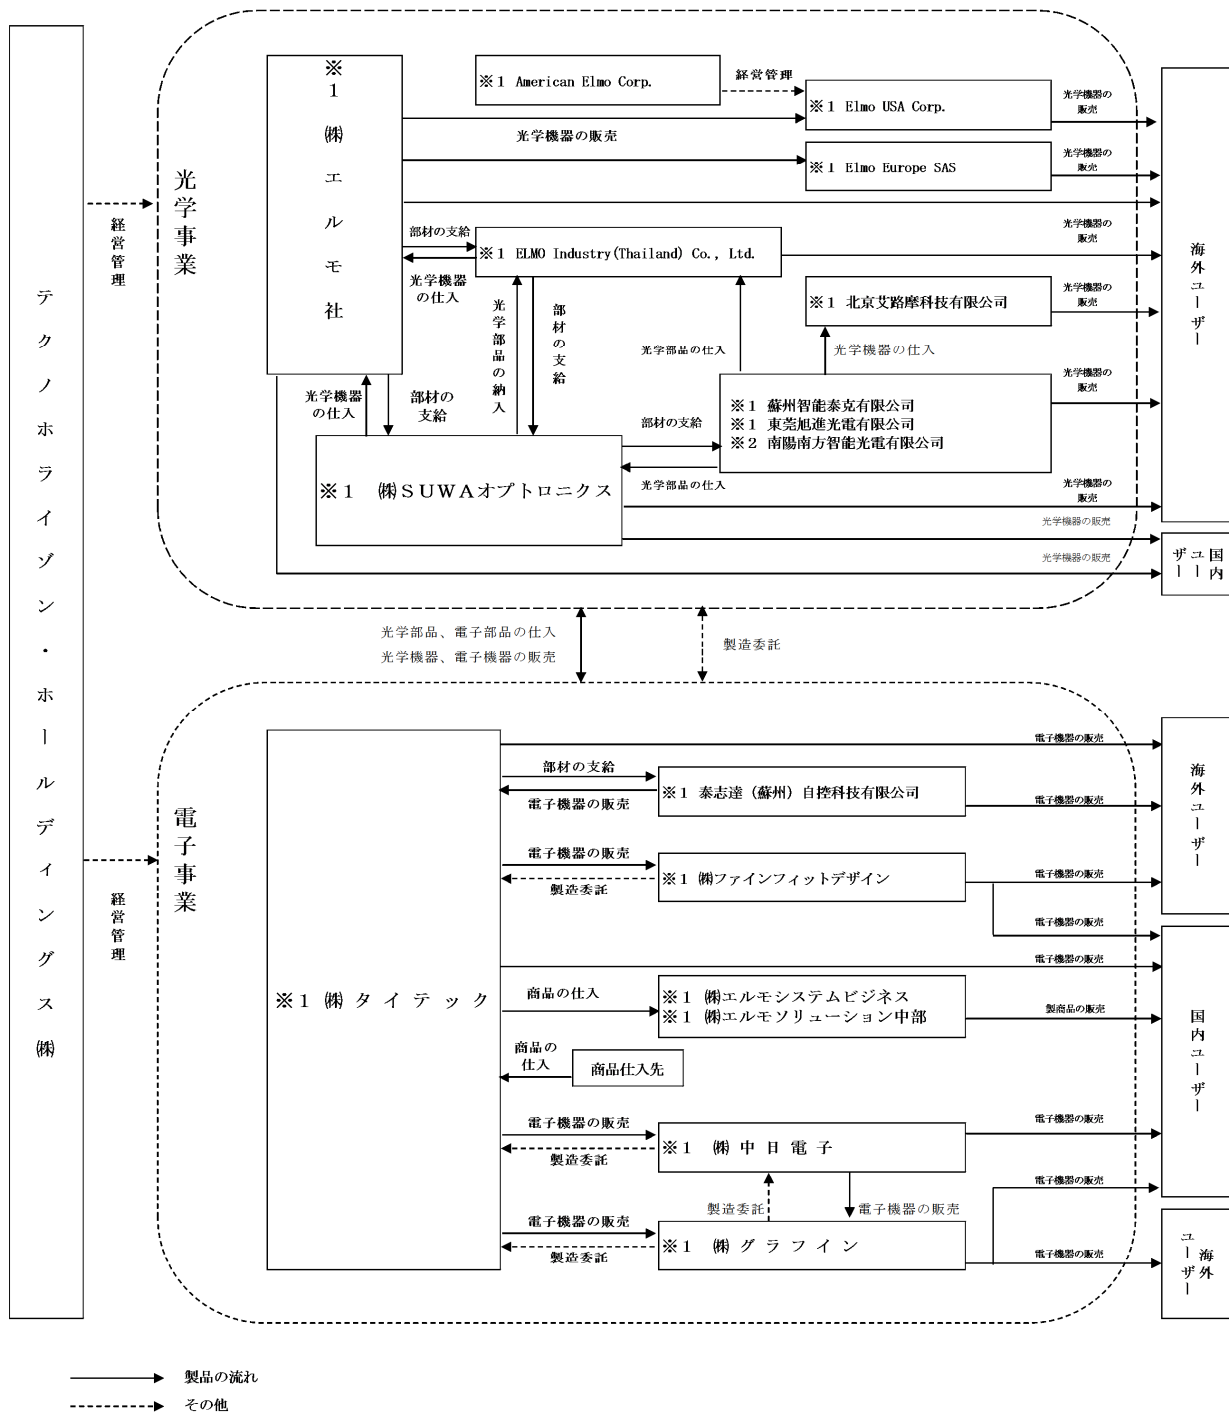 テクノホライゾン・ホールディングス㈱
経営管理
光学事業
※1 ㈱エルモ社
※1 American Elmo Corp.
経営管理
※1 Elmo USA Corp.
光学機器の
販売
光学機器の販売
※1 Elmo Europe SAS
光学機器の
販売
海外ユーザー
部材の支給
※1 ELMO Industry(Thailand) Co., Ltd.
光学機器の
販売
光学機器
の仕入
光学部品の納入
部材の支給
※1 北京艾路摩科技有限公司
光学機器の
販売
光学部品の仕入
光学機器の仕入
光学機器
の仕入
部材の
支給
※1 蘇州智能泰克有限公司
※1 東莞旭進光電有限公司
※2 南陽南方智能光電有限公司
光学機器の
販売
部材の支給
※1 ㈱SUWAオプトロニクス
光学部品の仕入
光学機器の
販売
光学機器の販売
国内ユーザー
光学機器の販売
光学部品、電子部品の仕入
光学機器、電子機器の販売
製造委託
経営管理
電子事業
※1 ㈱タイテック
電子機器の販売
海外ユーザー
部材の支給
※1 泰志達（蘇州）自控科技有限公司
電子機器の販売
電子機器の販売
電子機器の販売
※1 ㈱ファインフィットデザイン
電子機器の販売
製造委託
電子機器の販売
電子機器の販売
国内ユーザー
商品の仕入
※1 ㈱エルモシステムビジネス
※1 ㈱エルモソリューション中部
製商品の販売
商品の
仕入
商品仕入先
電子機器の販売
※1 ㈱中日電子
電子機器の販売
製造委託
製造委託
電子機器の販売
電子機器の販売
電子機器の販売
※1 ㈱グラフイン
製造委託
電子機器の販売
海外ユーザー
製品の流れ
その他